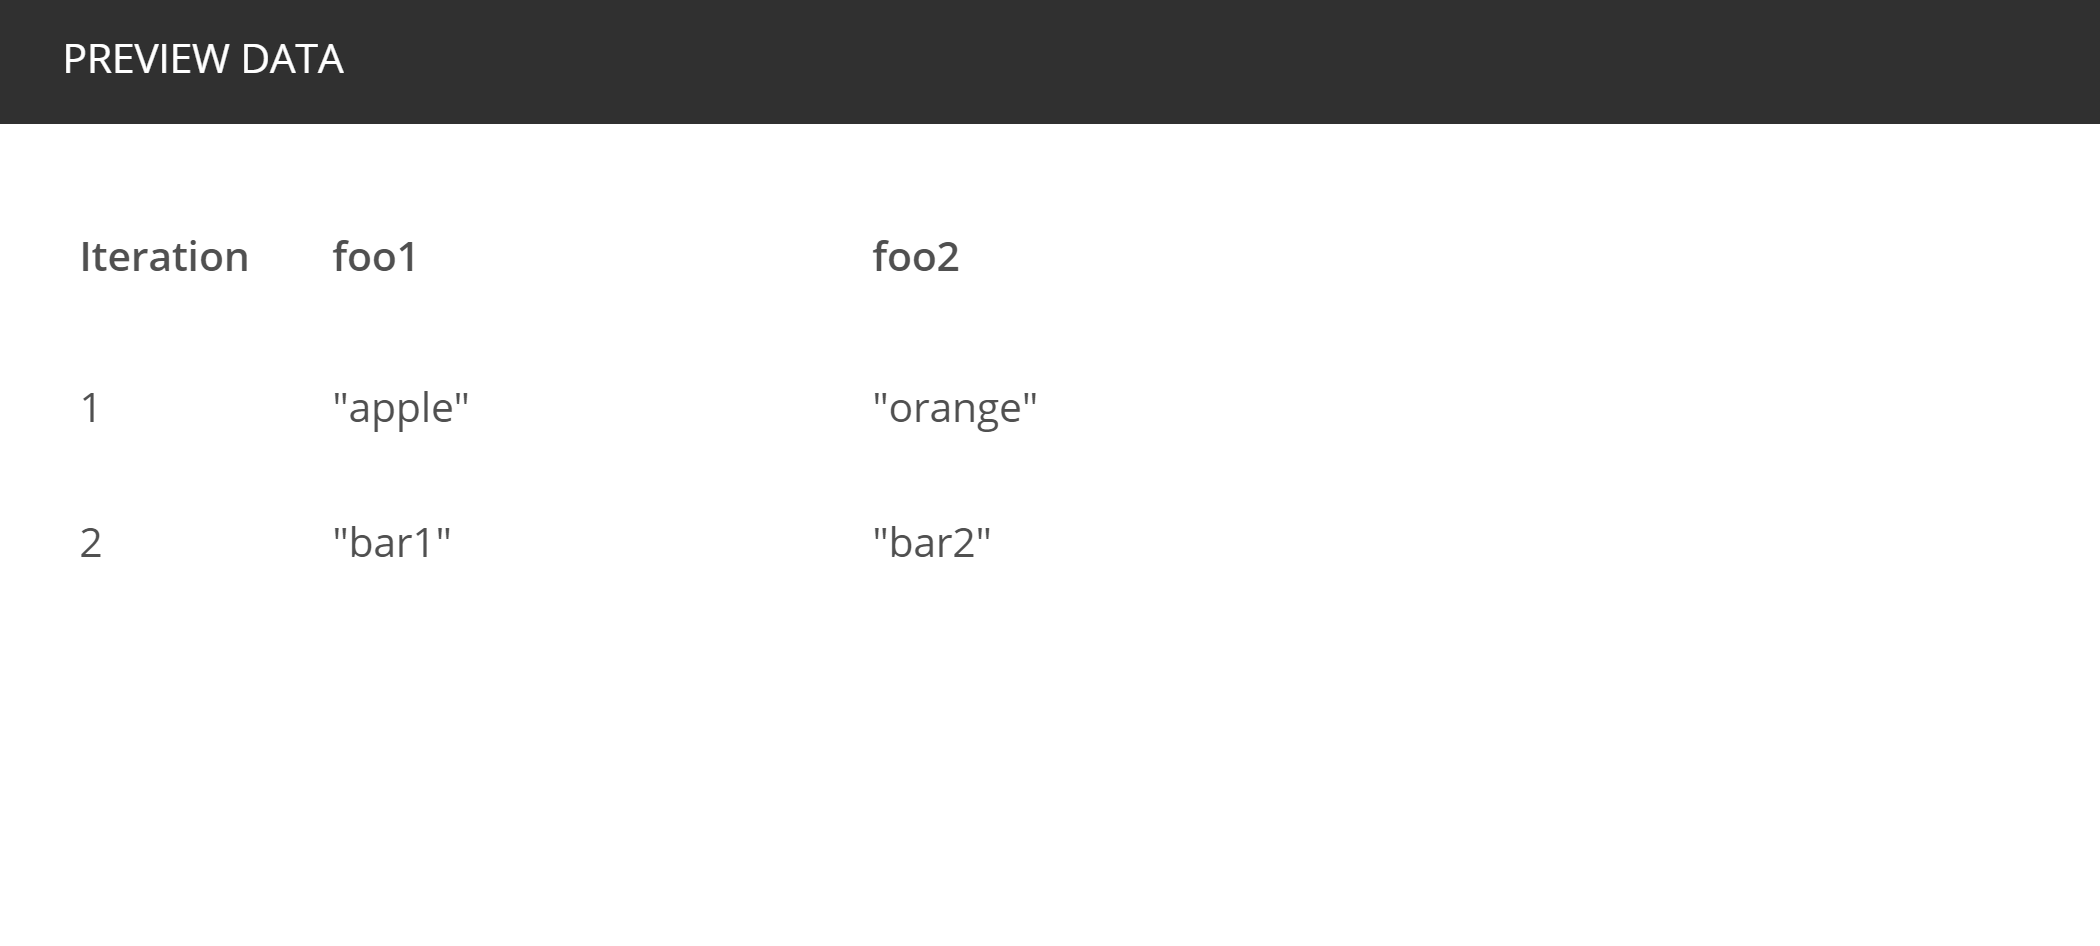 PREVIEW DATA
Iteration foo1 foo2
1 "apple" "orange"
2 "bar1" "bar2"